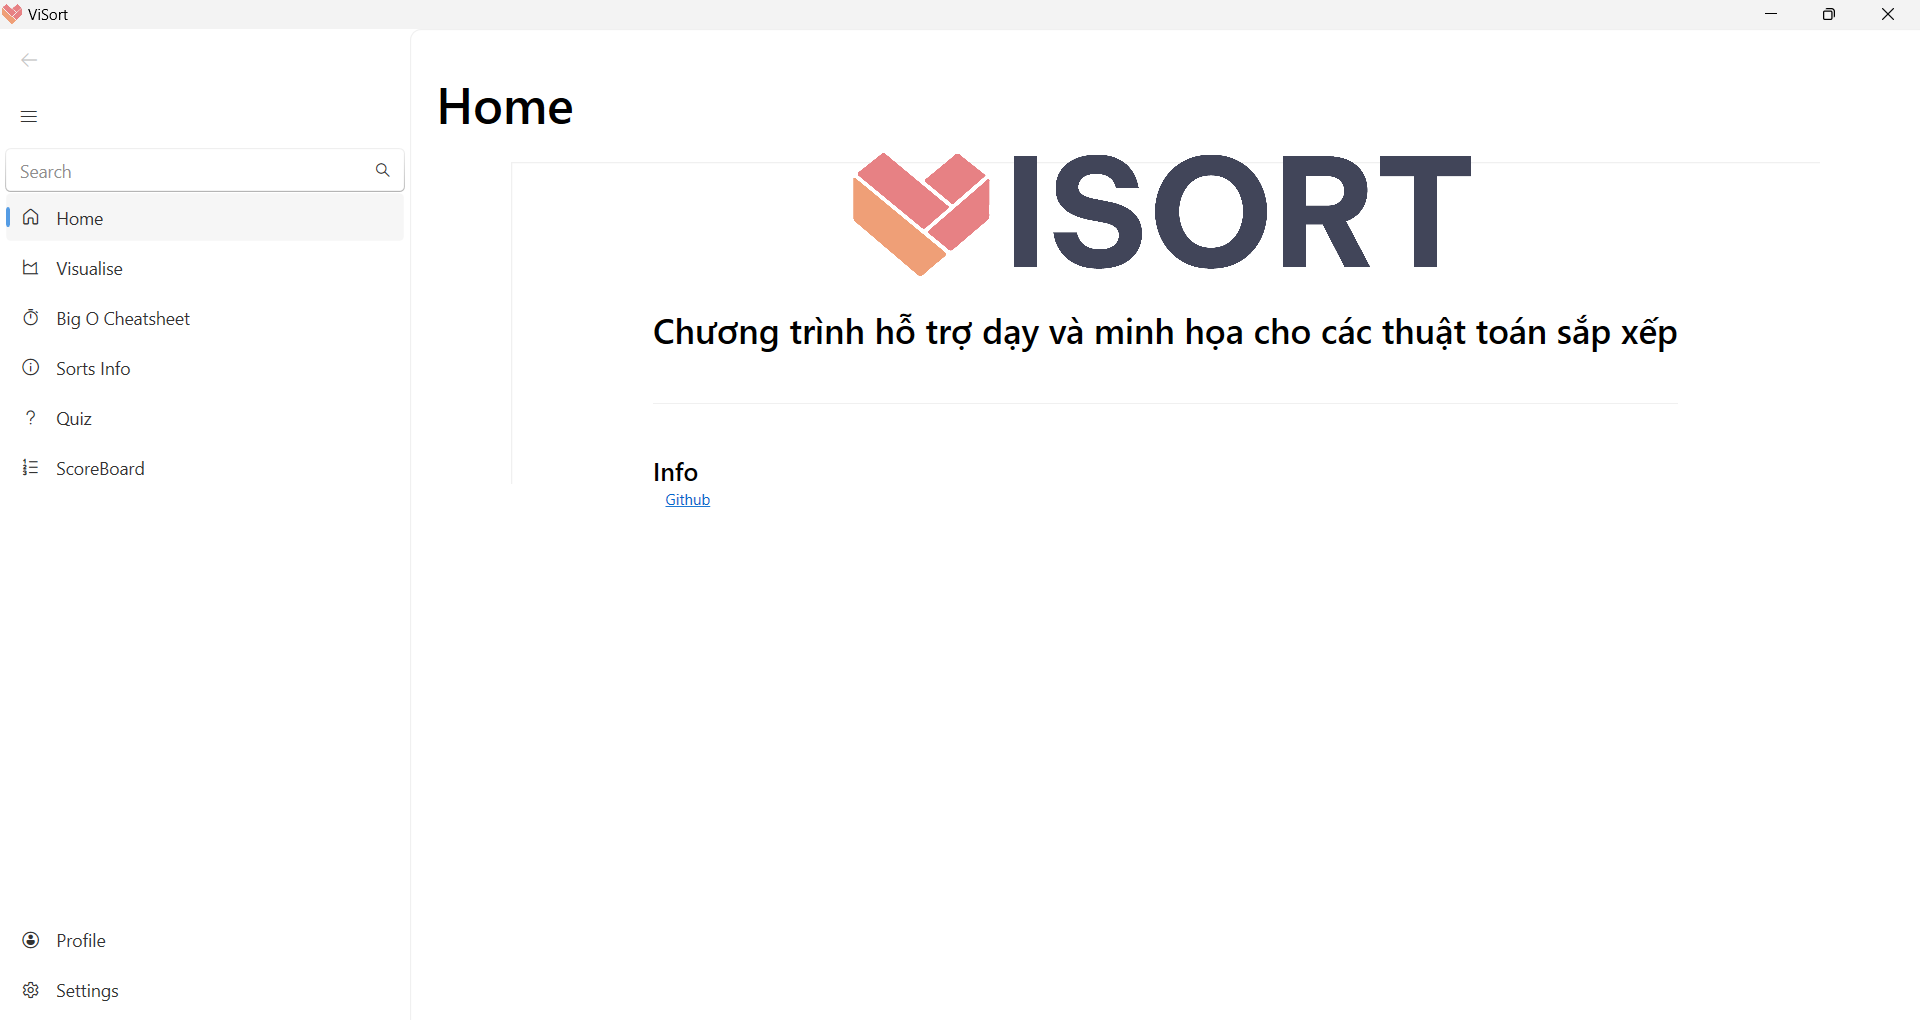 ViSort
Search
Home
Visualise
Big O Cheatsheet
Sorts Info
? Quiz
ScoreBoard
Profile
Settings
Home
ISORT
Chương trình hỗ trợ dạy và minh họa cho các thuật toán sắp xếp
Info
Github